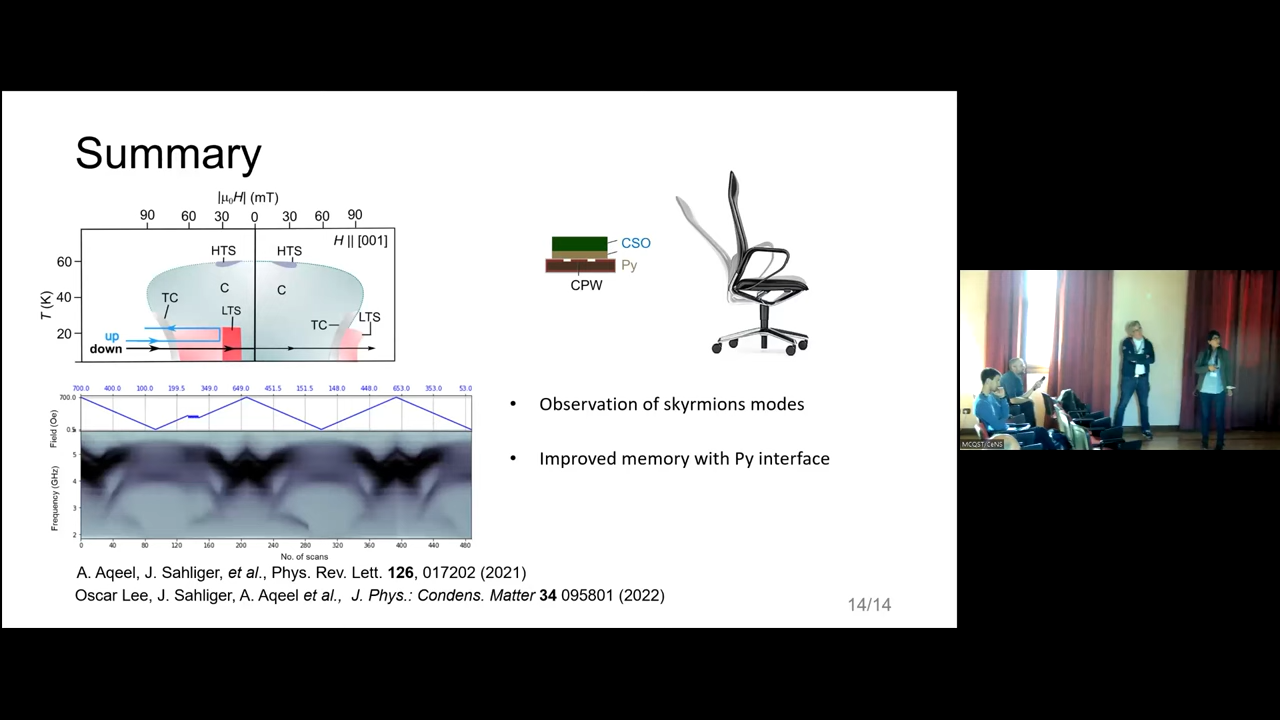 Summary
|μ₀H| (mT)
90 60 30 0 30 60 90
H || [001]
T (K)
60
40
20
HTS HTS
C C
TC
LTS
TC
LTS
up
down
CSO
Py
CPW
700.0 400.0 100.0 199.5 349.0 649.0 451.5 151.5 148.0 448.0 653.0 353.0 53.0
Field (Oe)
700.0
0.5
Frequency (GHz)
5
4
3
2
0 40 80 120 160 200 240 280 320 360 400 440 480
No. of scans
• Observation of skyrmions modes
• Improved memory with Py interface
A. Aqeel, J. Sahliger, et al., Phys. Rev. Lett. 126, 017202 (2021)
Oscar Lee, J. Sahliger, A. Aqeel et al., J. Phys.: Condens. Matter 34 095801 (2022)
14/14
MCQST/CeNS